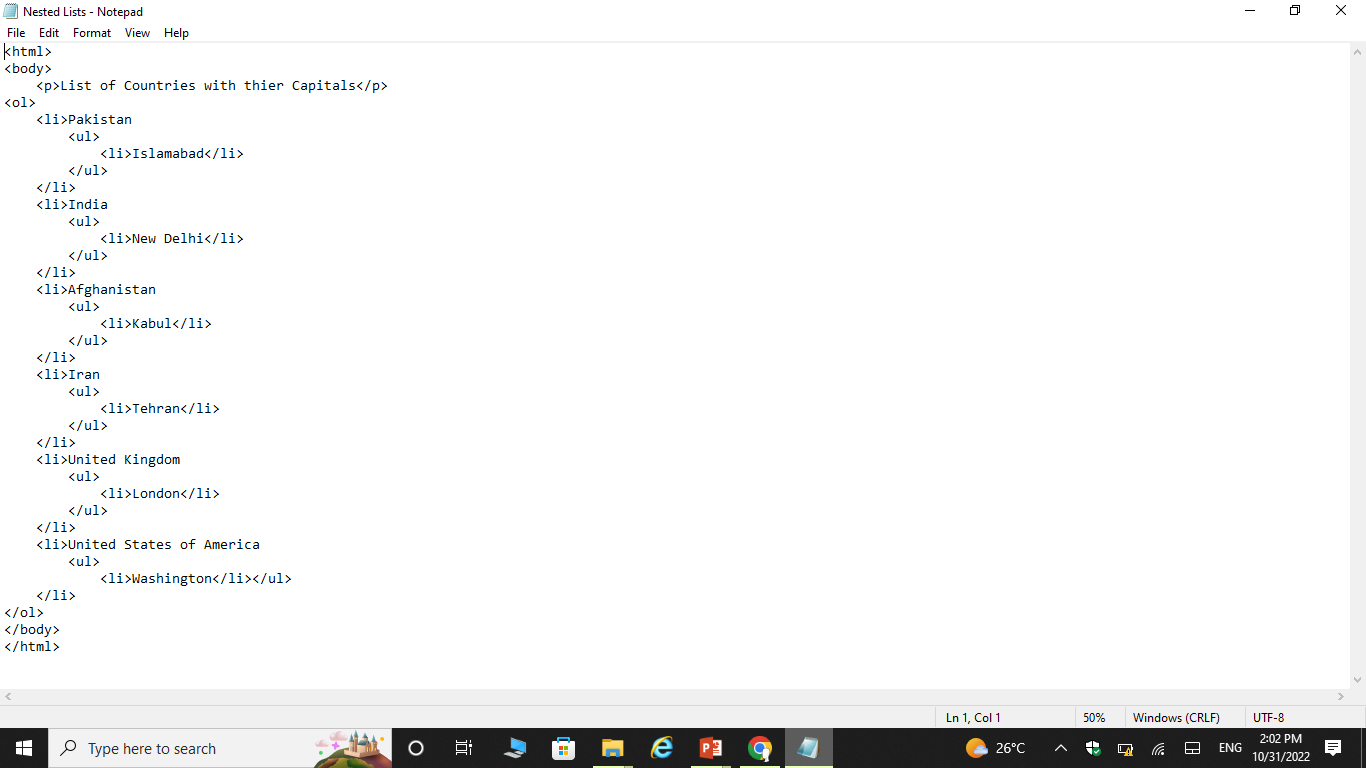 Nested Lists - Notepad
File Edit Format View Help
<html>
<body>
    <p>List of Countries with thier Capitals</p>
<ol>
    <li>Pakistan
        <ul>
            <li>Islamabad</li>
        </ul>
    </li>
    <li>India
        <ul>
            <li>New Delhi</li>
        </ul>
    </li>
    <li>Afghanistan
        <ul>
            <li>Kabul</li>
        </ul>
    </li>
    <li>Iran
        <ul>
            <li>Tehran</li>
        </ul>
    </li>
    <li>United Kingdom
        <ul>
            <li>London</li>
        </ul>
    </li>
    <li>United States of America
        <ul>
            <li>Washington</li></ul>
    </li>
</ol>
</body>
</html>
Ln 1, Col 1 50% Windows (CRLF) UTF-8
Type here to search 26°C ENG 2:02 PM
10/31/2022